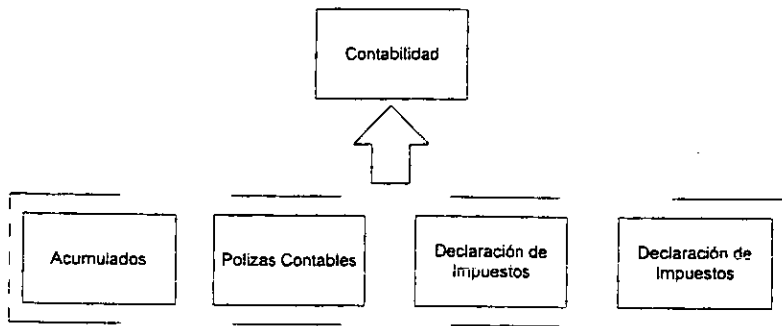 Contabilidad
Acumulados
Polizas Contables
Declaración de
Impuestos
Declaración de
Impuestos